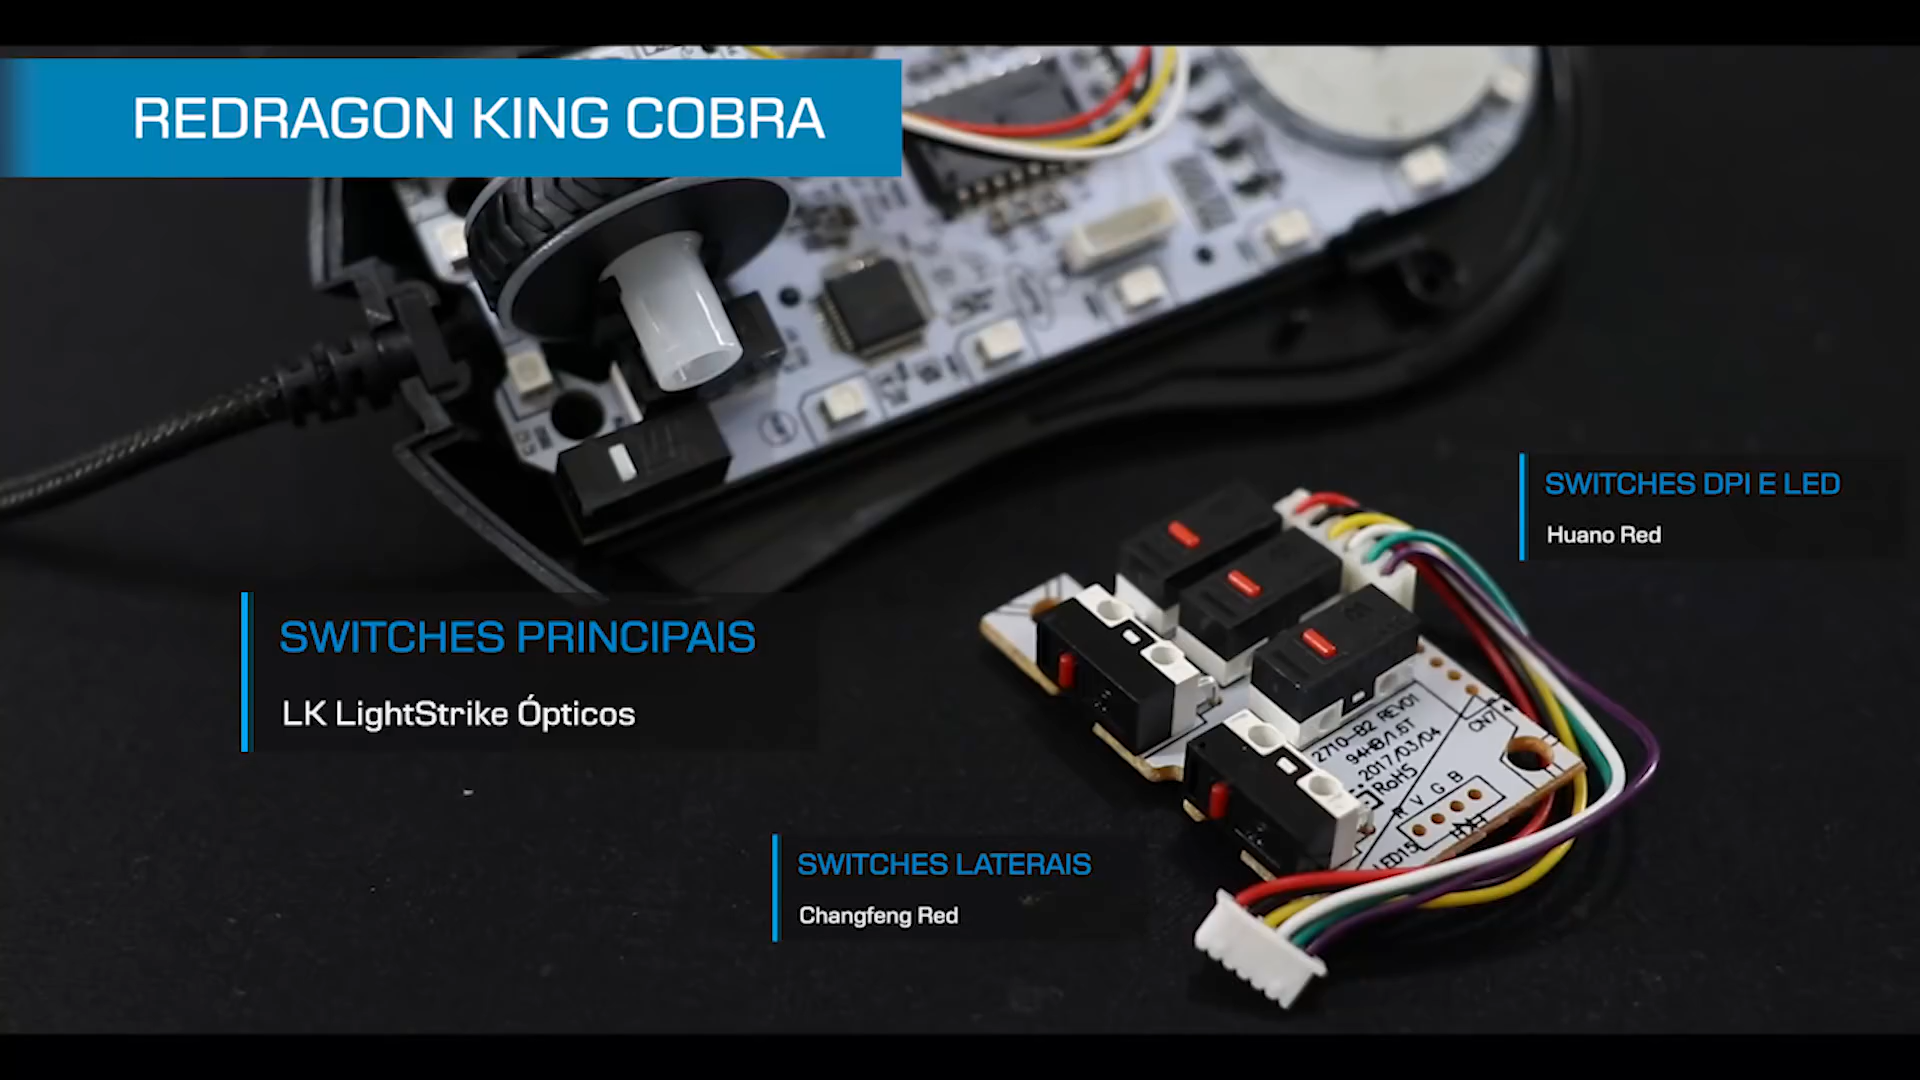 REDRAGON KING COBRA
SWITCHES DPI E LED
Huano Red
SWITCHES PRINCIPAIS
LK LightStrike Ópticos
2710-B2 REV01
94HB/1.6T
2017/03/04
RoHS
CN7
R V G B
LED15
SWITCHES LATERAIS
Changfeng Red